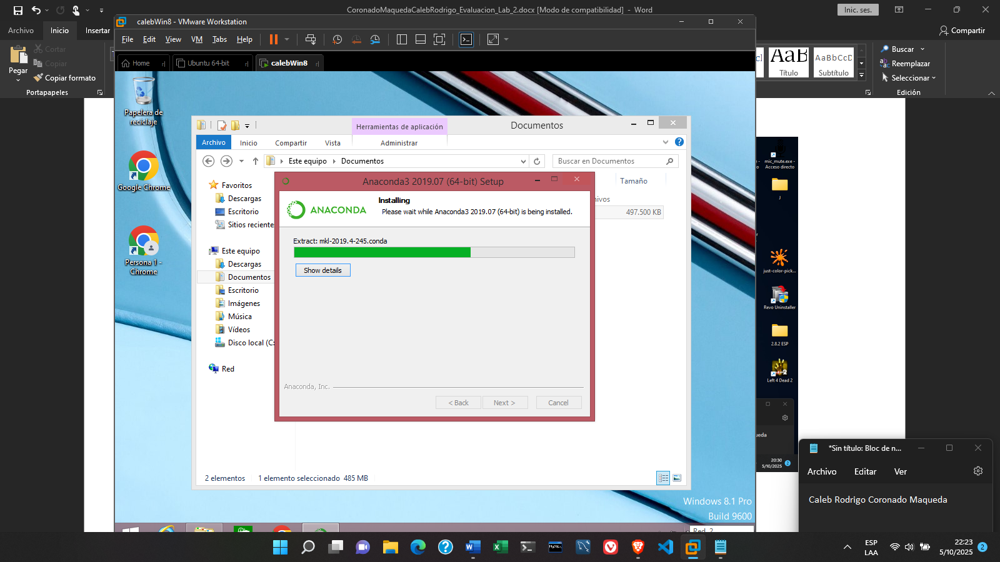 CoronadoMaquedaCalebRodrigo_Evaluacion_Lab_2.docx [Modo de compatibilidad] - Word
Inic. ses.
Archivo
Inicio
Insertar
Compartir
Pegar
Cortar
Copiar
Copiar formato
Portapapeles
Título
Subtítulo
AaB
AaBbCcD
Buscar
Reemplazar
Seleccionar
Edición
calebWin8 - VMware Workstation
File Edit View VM Tabs Help
Home
Ubuntu 64-bit
calebWin8
Papelera de
reciclaje
Google Chrome
Persona 1 -
Chrome
Herramientas de aplicación
Documentos
Archivo Inicio Compartir Vista Administrar
Este equipo
Documentos
Buscar en Documentos
Tamaño
497.500 KB
Favoritos
Descargas
Escritorio
Sitios reciente
Este equipo
Descargas
Documentos
Escritorio
Imágenes
Música
Vídeos
Disco local (C:
Red
2 elementos 1 elemento seleccionado 485 MB
Anaconda3 2019.07 (64-bit) Setup
ANACONDA
Installing
Please wait while Anaconda3 2019.07 (64-bit) is being installed.
Extract: mkl-2019.4-245.conda
Show details
Anaconda, Inc.
< Back
Next >
Cancel
Windows 8.1 Pro
Build 9600
mic_mute.exe -
Acceso directo
J
just-color-pick...
Revo Uninstaller
2.8.2 ESP
Left 4 Dead 2
ueda
20:30
5/10/2025
2
*Sin título: Bloc de n...
Archivo Editar Ver
Caleb Rodrigo Coronado Maqueda
ESP
LAA
22:23
5/10/2025
2